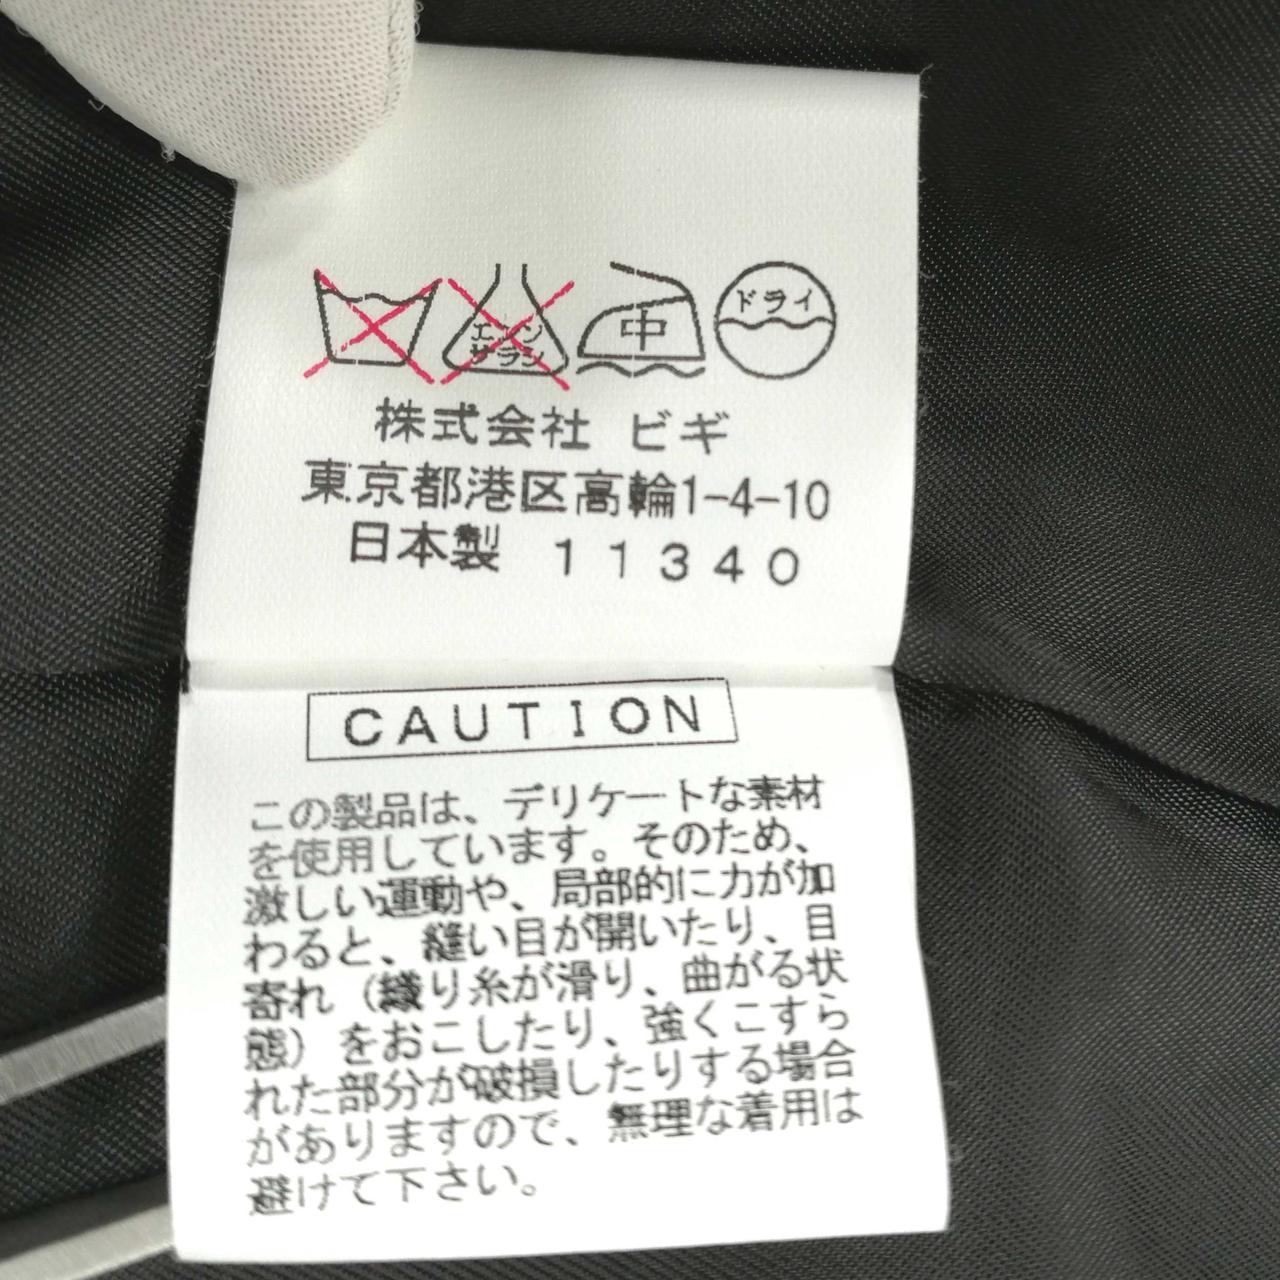 エンソ
サラシ
中
ドライ
株式会社 ビギ
東京都港区高輪1-4-10
日本製 11340
CAUTION
この製品は、デリケートな素材
を使用しています。そのため、
激しい運動や、局部的に力が加
わると、縫い目が開いたり、目
寄れ（織り糸が滑り、曲がる状
態）をおこしたり、強くこすら
れた部分が破損したりする場合
がありますので、無理な着用は
避けて下さい。